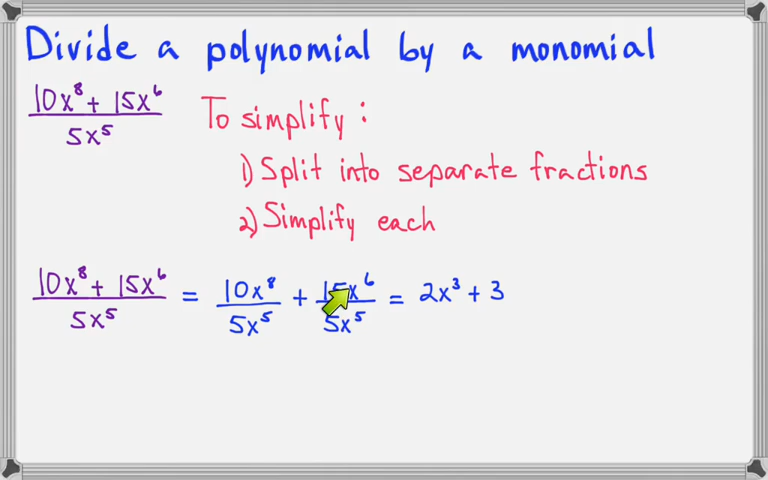 Divide a polynomial by a monomial
10x⁸ + 15x⁶
5x⁵
To simplify :
1) Split into separate fractions
2) Simplify each
10x⁸ + 15x⁶ / 5x⁵ = 10x⁸ / 5x⁵ + 15x⁶ / 5x⁵ = 2x³ + 3